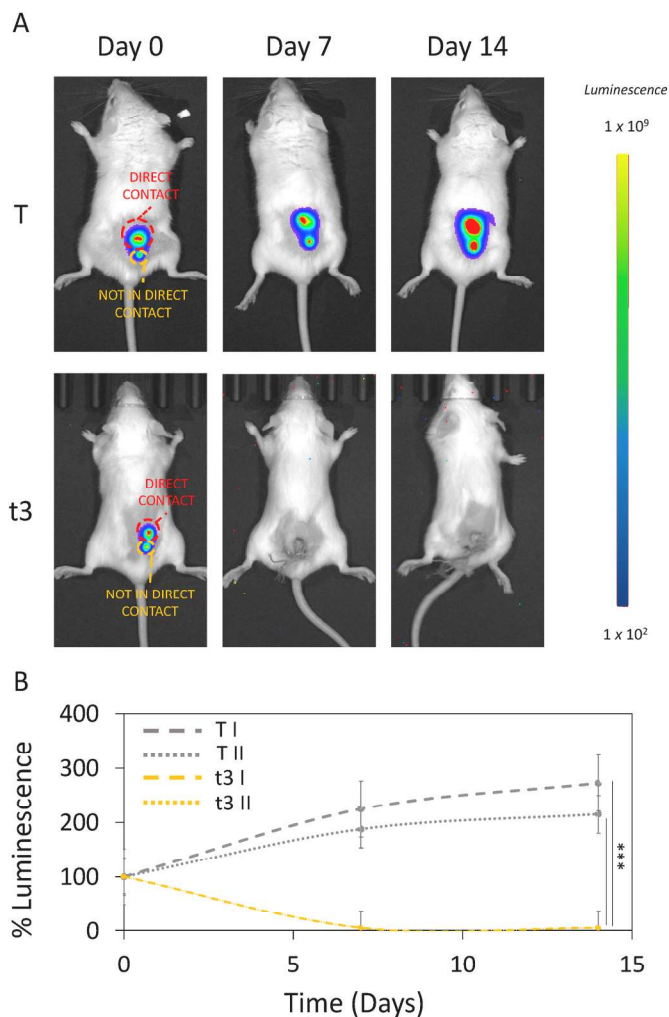 A
Day 0
Day 7
Day 14
Luminescence
1 x 10⁹
T
DIRECT
CONTACT
NOT IN DIRECT
CONTACT
t3
DIRECT
CONTACT
NOT IN DIRECT
CONTACT
1 x 10²
B
400
300
200
100
0
% Luminescence
T I
T II
t3 I
t3 II
***
0
5
10
15
Time (Days)